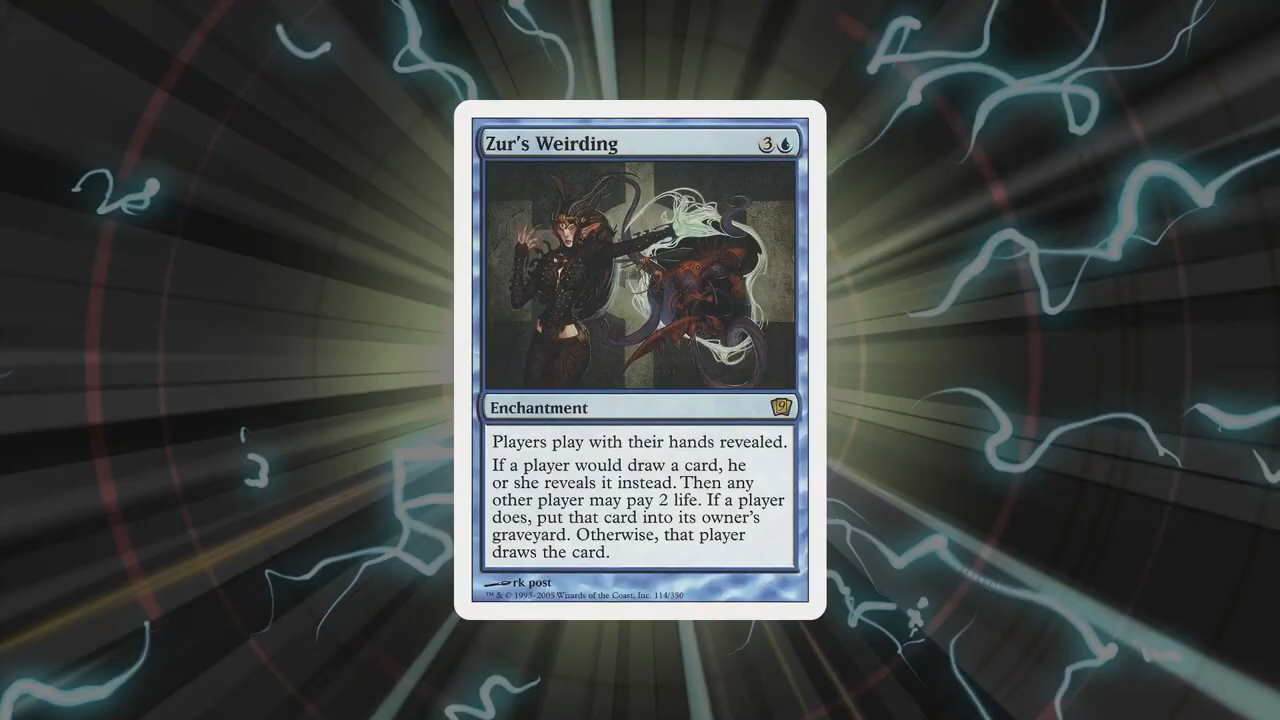 Zur's Weirding
3
Enchantment
9
Players play with their hands revealed.
If a player would draw a card, he
or she reveals it instead. Then any
other player may pay 2 life. If a player
does, put that card into its owner's
graveyard. Otherwise, that player
draws the card.
rk post
™ & © 1993–2005 Wizards of the Coast, Inc. 114/350